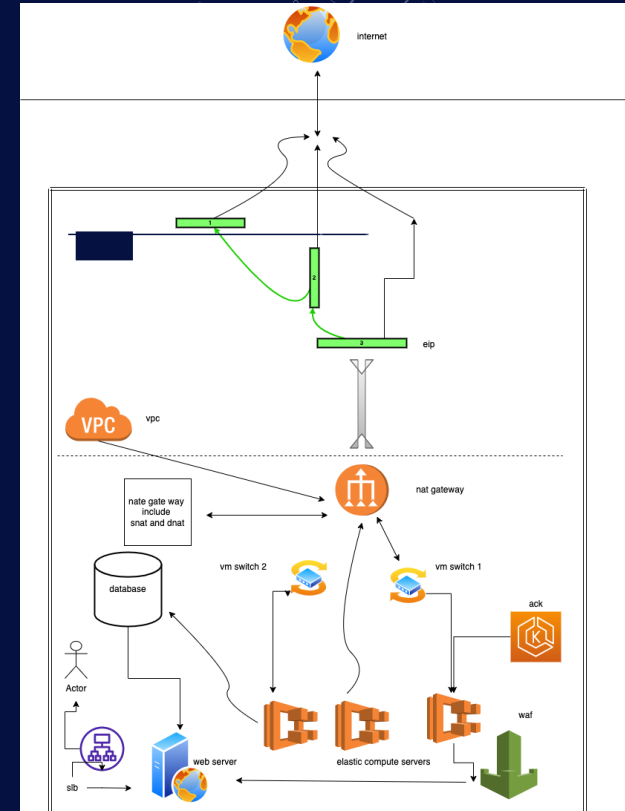 internet
1
2
3
eip
VPC
vpc
nat gateway
nate gate way
include
snat and dnat
vm switch 2
vm switch 1
database
ack
K
Actor
waf
web server
elastic compute servers
slb